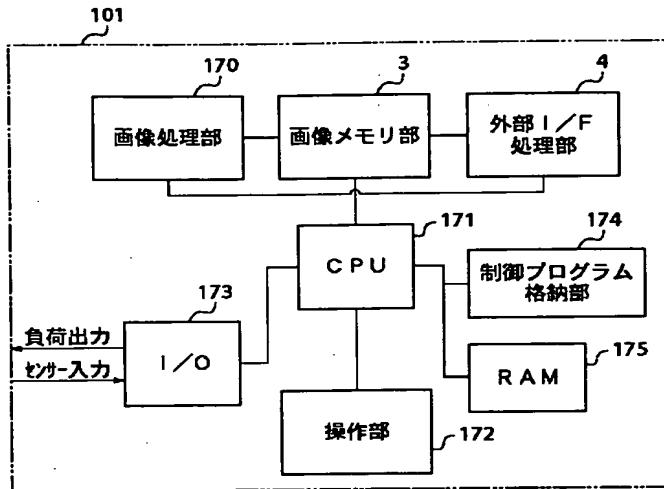 101
170
3
4
画像処理部
画像メモリ部
外部I/F
処理部
171
CPU
174
制御プログラム
格納部
173
負荷出力
センサー入力
I/O
RAM
175
操作部
172